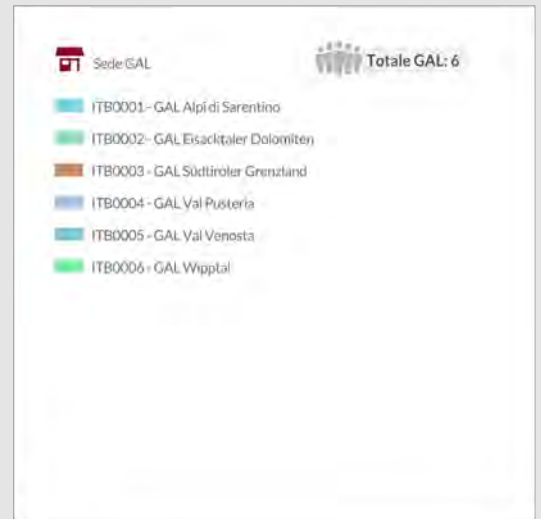 Sede GAL
Totale GAL: 6
ITB0001 - GAL Alpi di Sarentino
ITB0002 - GAL Eisacktaler Dolomiten
ITB0003 - GAL Südtiroler Grenzland
ITB0004 - GAL Val Pusteria
ITB0005 - GAL Val Venosta
ITB0006 - GAL Wipptal